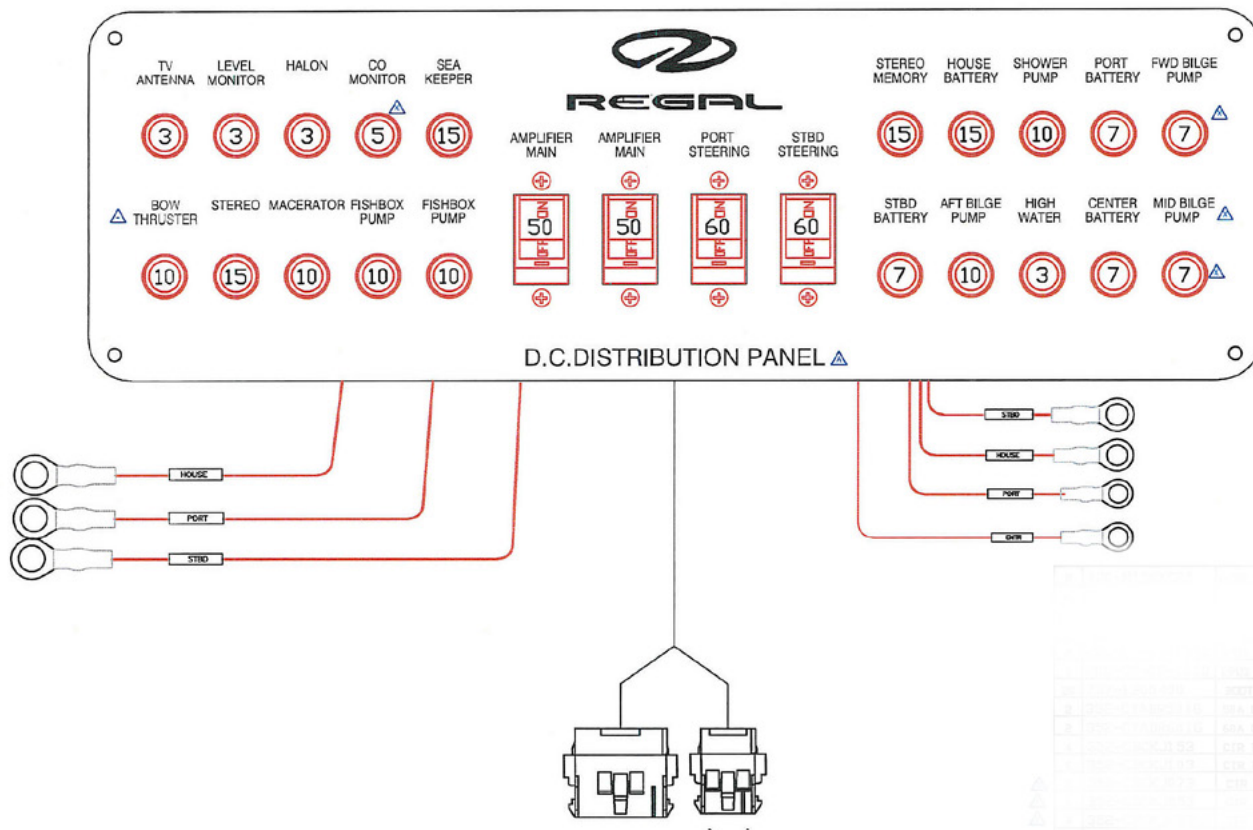 TV ANTENNA
LEVEL MONITOR
HALON
CO MONITOR
SEA KEEPER
3
3
3
5
15
BOW THRUSTER
STEREO
MACERATOR
FISHBOX PUMP
FISHBOX PUMP
10
15
10
10
10
REGAL
AMPLIFIER MAIN
AMPLIFIER MAIN
PORT STEERING
STBD STEERING
ON
ON
ON
ON
50
50
60
60
OFF
OFF
OFF
OFF
STEREO MEMORY
HOUSE BATTERY
SHOWER PUMP
PORT BATTERY
FWD BILGE PUMP
15
15
10
7
7
STBD BATTERY
AFT BILGE PUMP
HIGH WATER
CENTER BATTERY
MID BILGE PUMP
7
10
3
7
7
D.C.DISTRIBUTION PANEL
HOUSE
PORT
STBD
STBD
HOUSE
PORT
CNTR